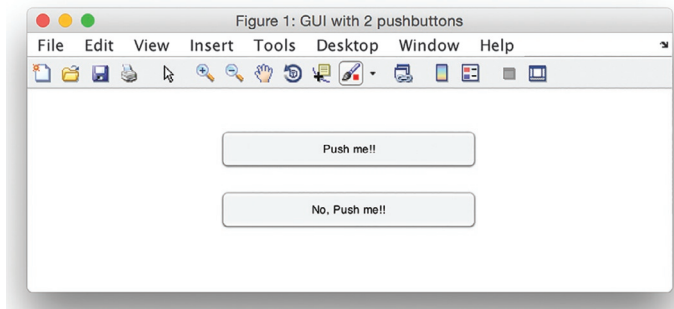 Figure 1: GUI with 2 pushbuttons
File Edit View Insert Tools Desktop Window Help
Push me!!
No, Push me!!